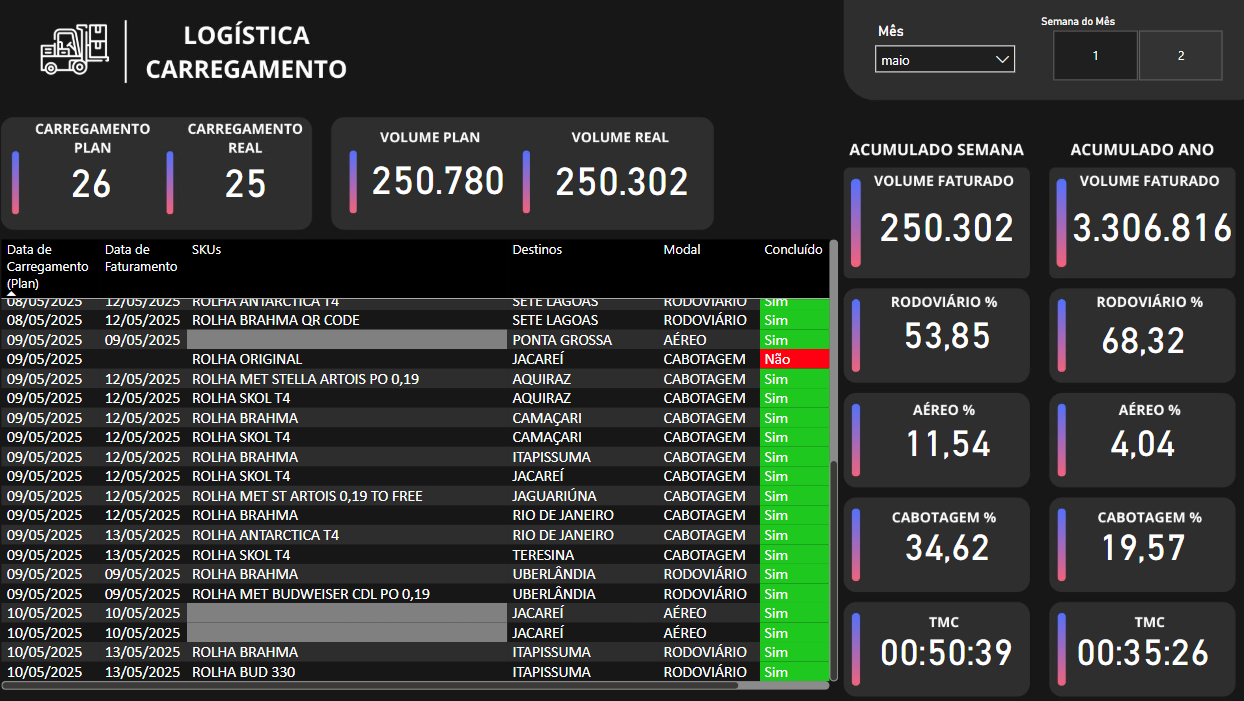 LOGÍSTICA
CARREGAMENTO
Mês
maio
Semana do Mês
1
2
CARREGAMENTO
PLAN
26
CARREGAMENTO
REAL
25
VOLUME PLAN
250.780
VOLUME REAL
250.302
Data de Carregamento (Plan) Data de Faturamento SKUs Destinos Modal Concluído
08/05/2025 12/05/2025 ROLHA ANTARCTICA T4 SETE LAGOAS RODOVIÁRIO Sim
08/05/2025 12/05/2025 ROLHA BRAHMA QR CODE SETE LAGOAS RODOVIÁRIO Sim
09/05/2025 09/05/2025 PONTA GROSSA AÉREO Sim
09/05/2025 ROLHA ORIGINAL JACAREÍ CABOTAGEM Não
09/05/2025 12/05/2025 ROLHA MET STELLA ARTOIS PO 0,19 AQUIRAZ CABOTAGEM Sim
09/05/2025 12/05/2025 ROLHA SKOL T4 AQUIRAZ CABOTAGEM Sim
09/05/2025 12/05/2025 ROLHA BRAHMA CAMAÇARI CABOTAGEM Sim
09/05/2025 12/05/2025 ROLHA SKOL T4 CAMAÇARI CABOTAGEM Sim
09/05/2025 12/05/2025 ROLHA BRAHMA ITAPISSUMA CABOTAGEM Sim
09/05/2025 12/05/2025 ROLHA SKOL T4 JACAREÍ CABOTAGEM Sim
09/05/2025 12/05/2025 ROLHA MET ST ARTOIS 0,19 TO FREE JAGUARIÚNA CABOTAGEM Sim
09/05/2025 12/05/2025 ROLHA BRAHMA RIO DE JANEIRO CABOTAGEM Sim
09/05/2025 13/05/2025 ROLHA ANTARCTICA T4 RIO DE JANEIRO CABOTAGEM Sim
09/05/2025 13/05/2025 ROLHA SKOL T4 TERESINA CABOTAGEM Sim
09/05/2025 09/05/2025 ROLHA BRAHMA UBERLÂNDIA RODOVIÁRIO Sim
09/05/2025 09/05/2025 ROLHA MET BUDWEISER CDL PO 0,19 UBERLÂNDIA RODOVIÁRIO Sim
10/05/2025 10/05/2025 JACAREÍ AÉREO Sim
10/05/2025 10/05/2025 JACAREÍ AÉREO Sim
10/05/2025 13/05/2025 ROLHA BRAHMA ITAPISSUMA RODOVIÁRIO Sim
10/05/2025 13/05/2025 ROLHA BUD 330 ITAPISSUMA RODOVIÁRIO Sim
ACUMULADO SEMANA
VOLUME FATURADO
250.302
RODOVIÁRIO %
53,85
AÉREO %
11,54
CABOTAGEM %
34,62
TMC
00:50:39
ACUMULADO ANO
VOLUME FATURADO
3.306.816
RODOVIÁRIO %
68,32
AÉREO %
4,04
CABOTAGEM %
19,57
TMC
00:35:26